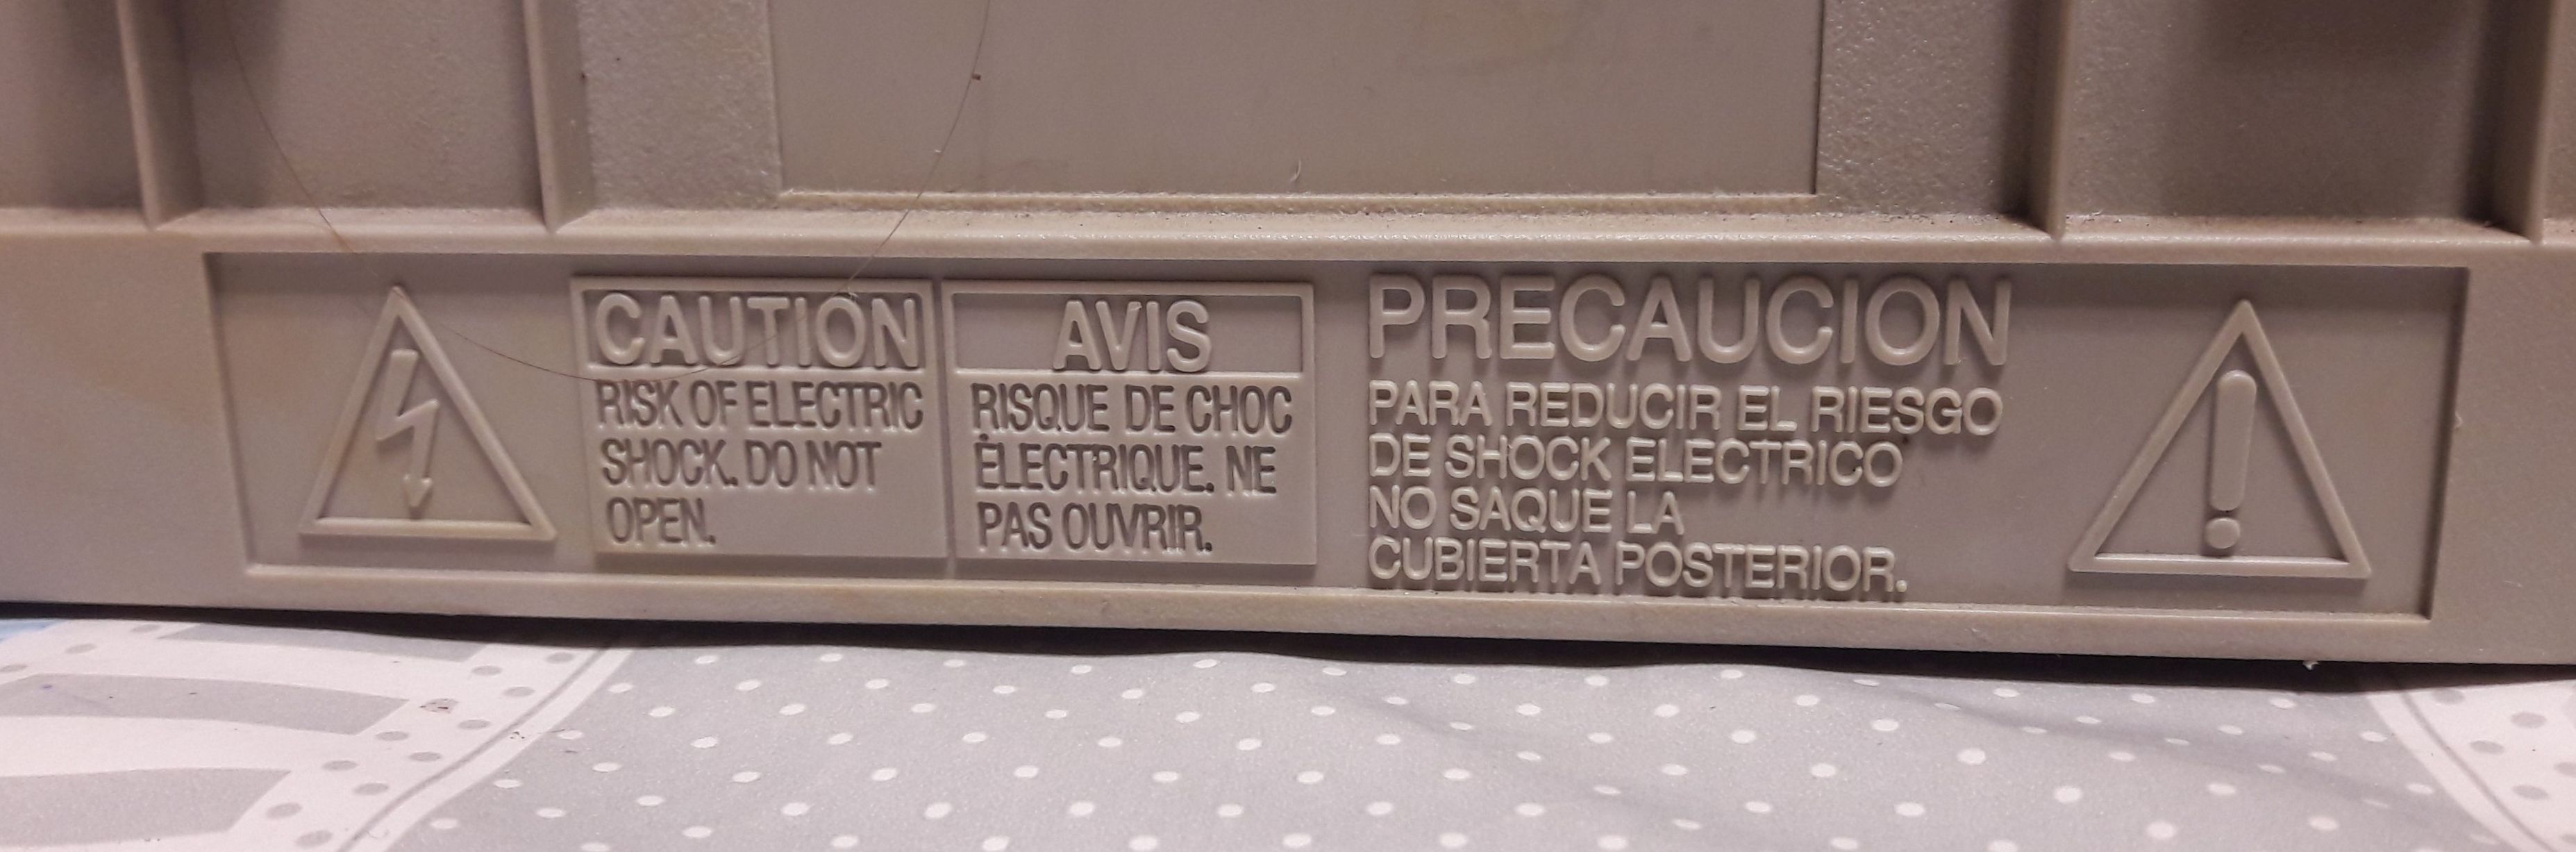 CAUTION
RISK OF ELECTRIC
SHOCK. DO NOT
OPEN.
AVIS
RISQUE DE CHOC
ÉLECTRIQUE. NE
PAS OUVRIR.
PRECAUCION
PARA REDUCIR EL RIESGO
DE SHOCK ELECTRICO
NO SAQUE LA
CUBIERTA POSTERIOR.